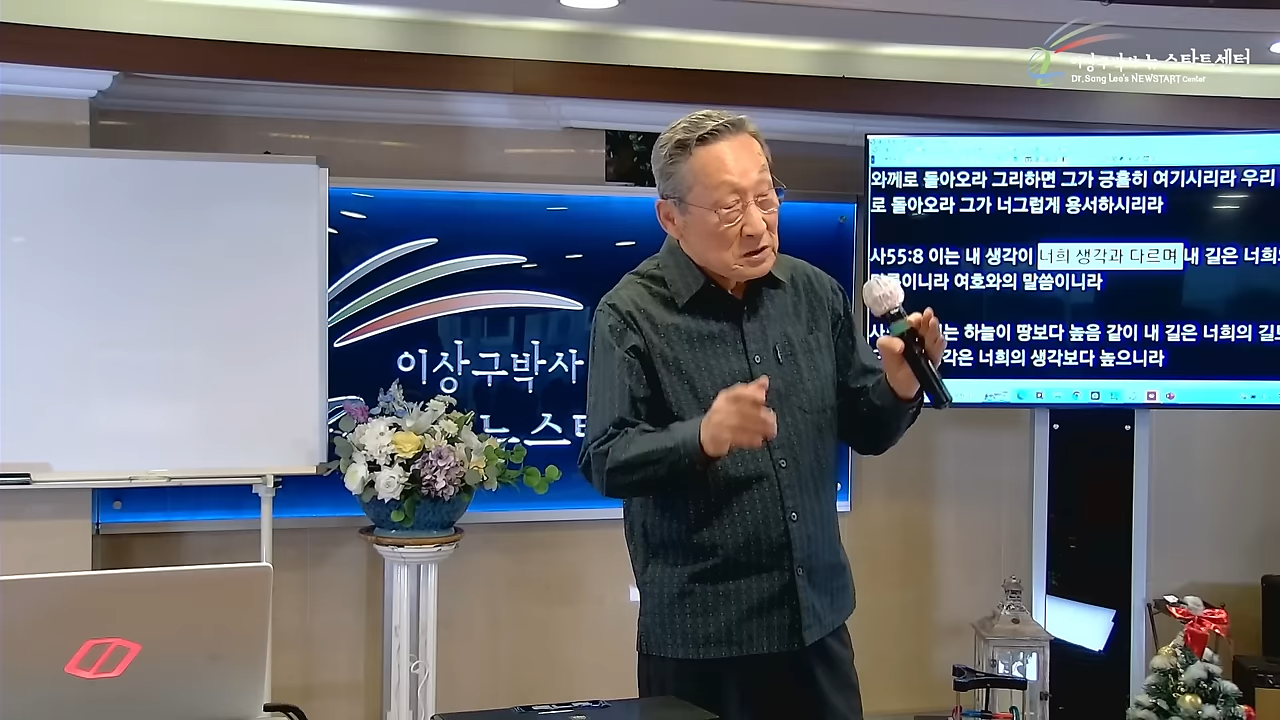 이상구박사 뉴스타트센터
Dr. Sang Lee's NEWSTART Center
와께로 돌아오라 그리하면 그가 긍휼히 여기시리라 우리
로 돌아오라 그가 너그럽게 용서하시리라
사55:8 이는 내 생각이 너희 생각과 다르며 내 길은 너희의
니라 여호와의 말씀이니라
는 하늘이 땅보다 높음 같이 내 길은 너희의 길보
각은 너희의 생각보다 높으니라
이상구박사
뉴스타